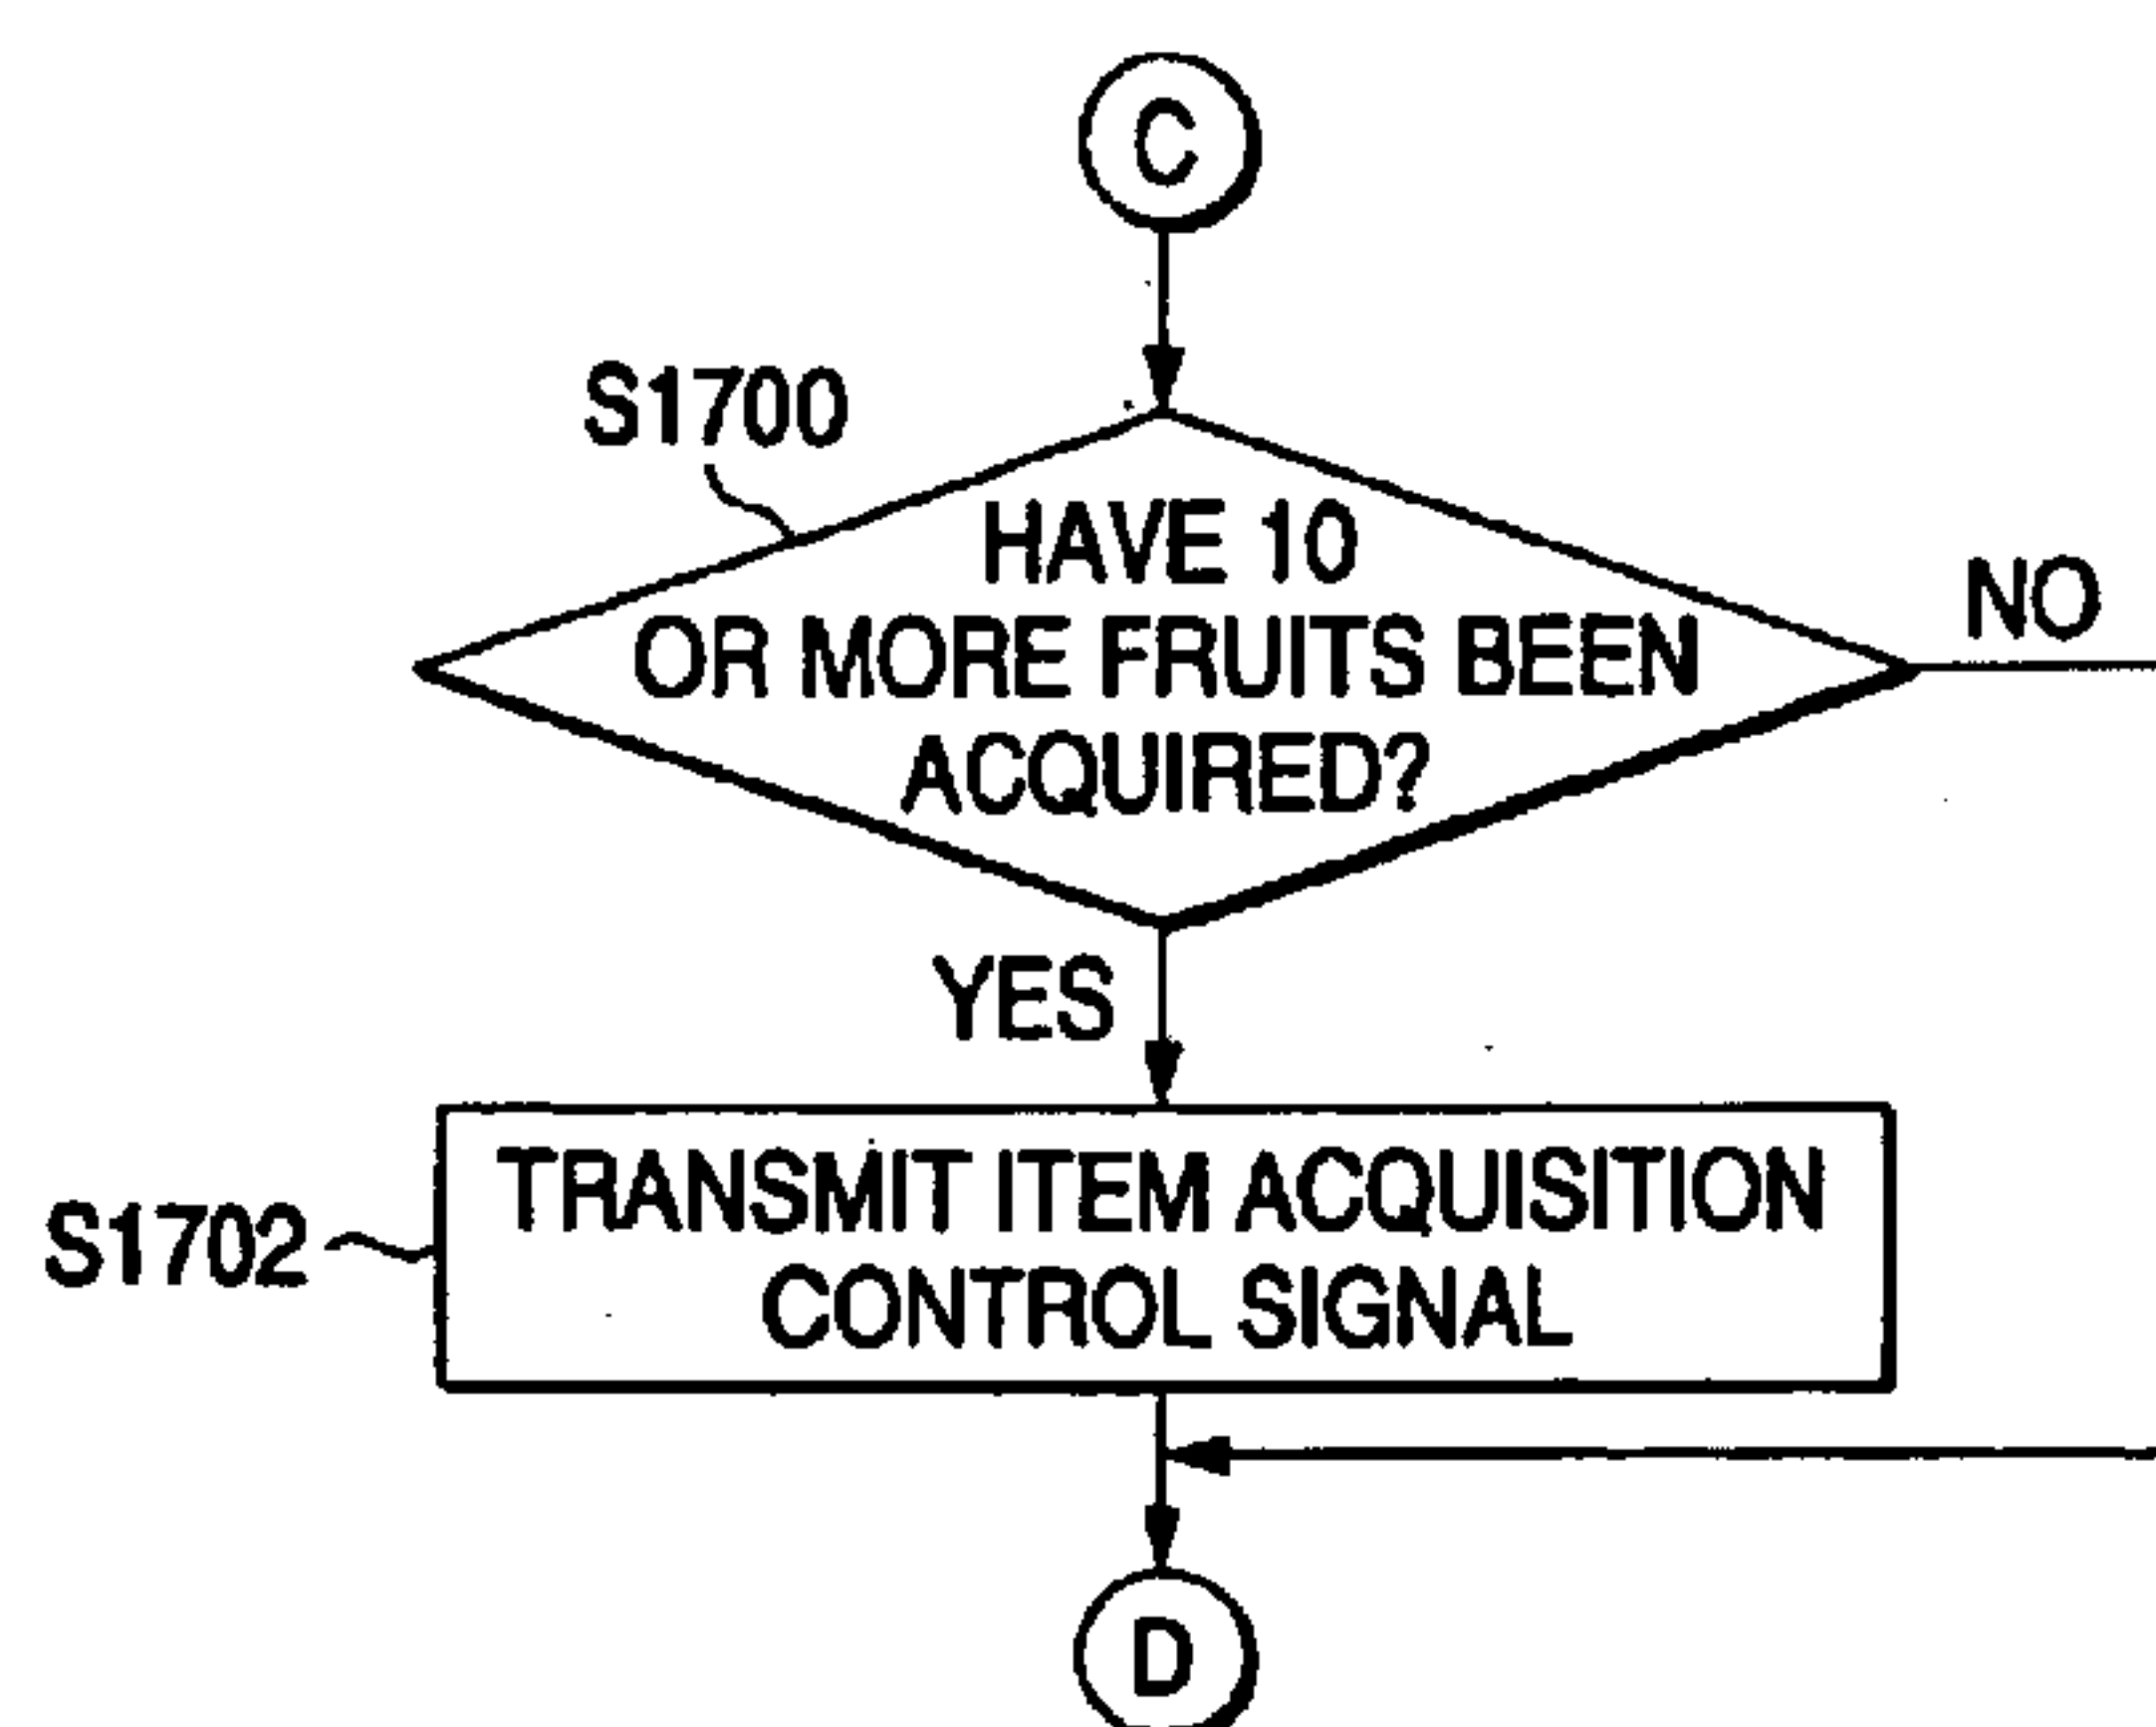 C
S1700
HAVE 10
OR MORE FRUITS BEEN
ACQUIRED?
NO
YES
S1702
TRANSMIT ITEM ACQUISITION
CONTROL SIGNAL
D